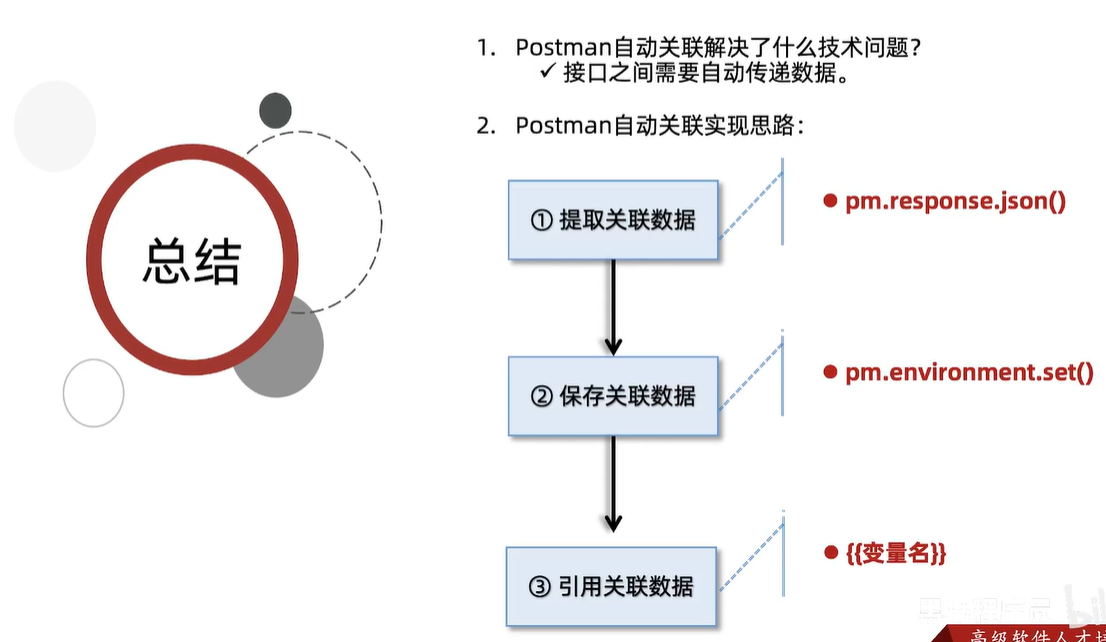 总结
1. Postman自动关联解决了什么技术问题？
✓ 接口之间需要自动传递数据。
2. Postman自动关联实现思路：
① 提取关联数据
● pm.response.json()
② 保存关联数据
● pm.environment.set()
③ 引用关联数据
● {{变量名}}
高级软件人才